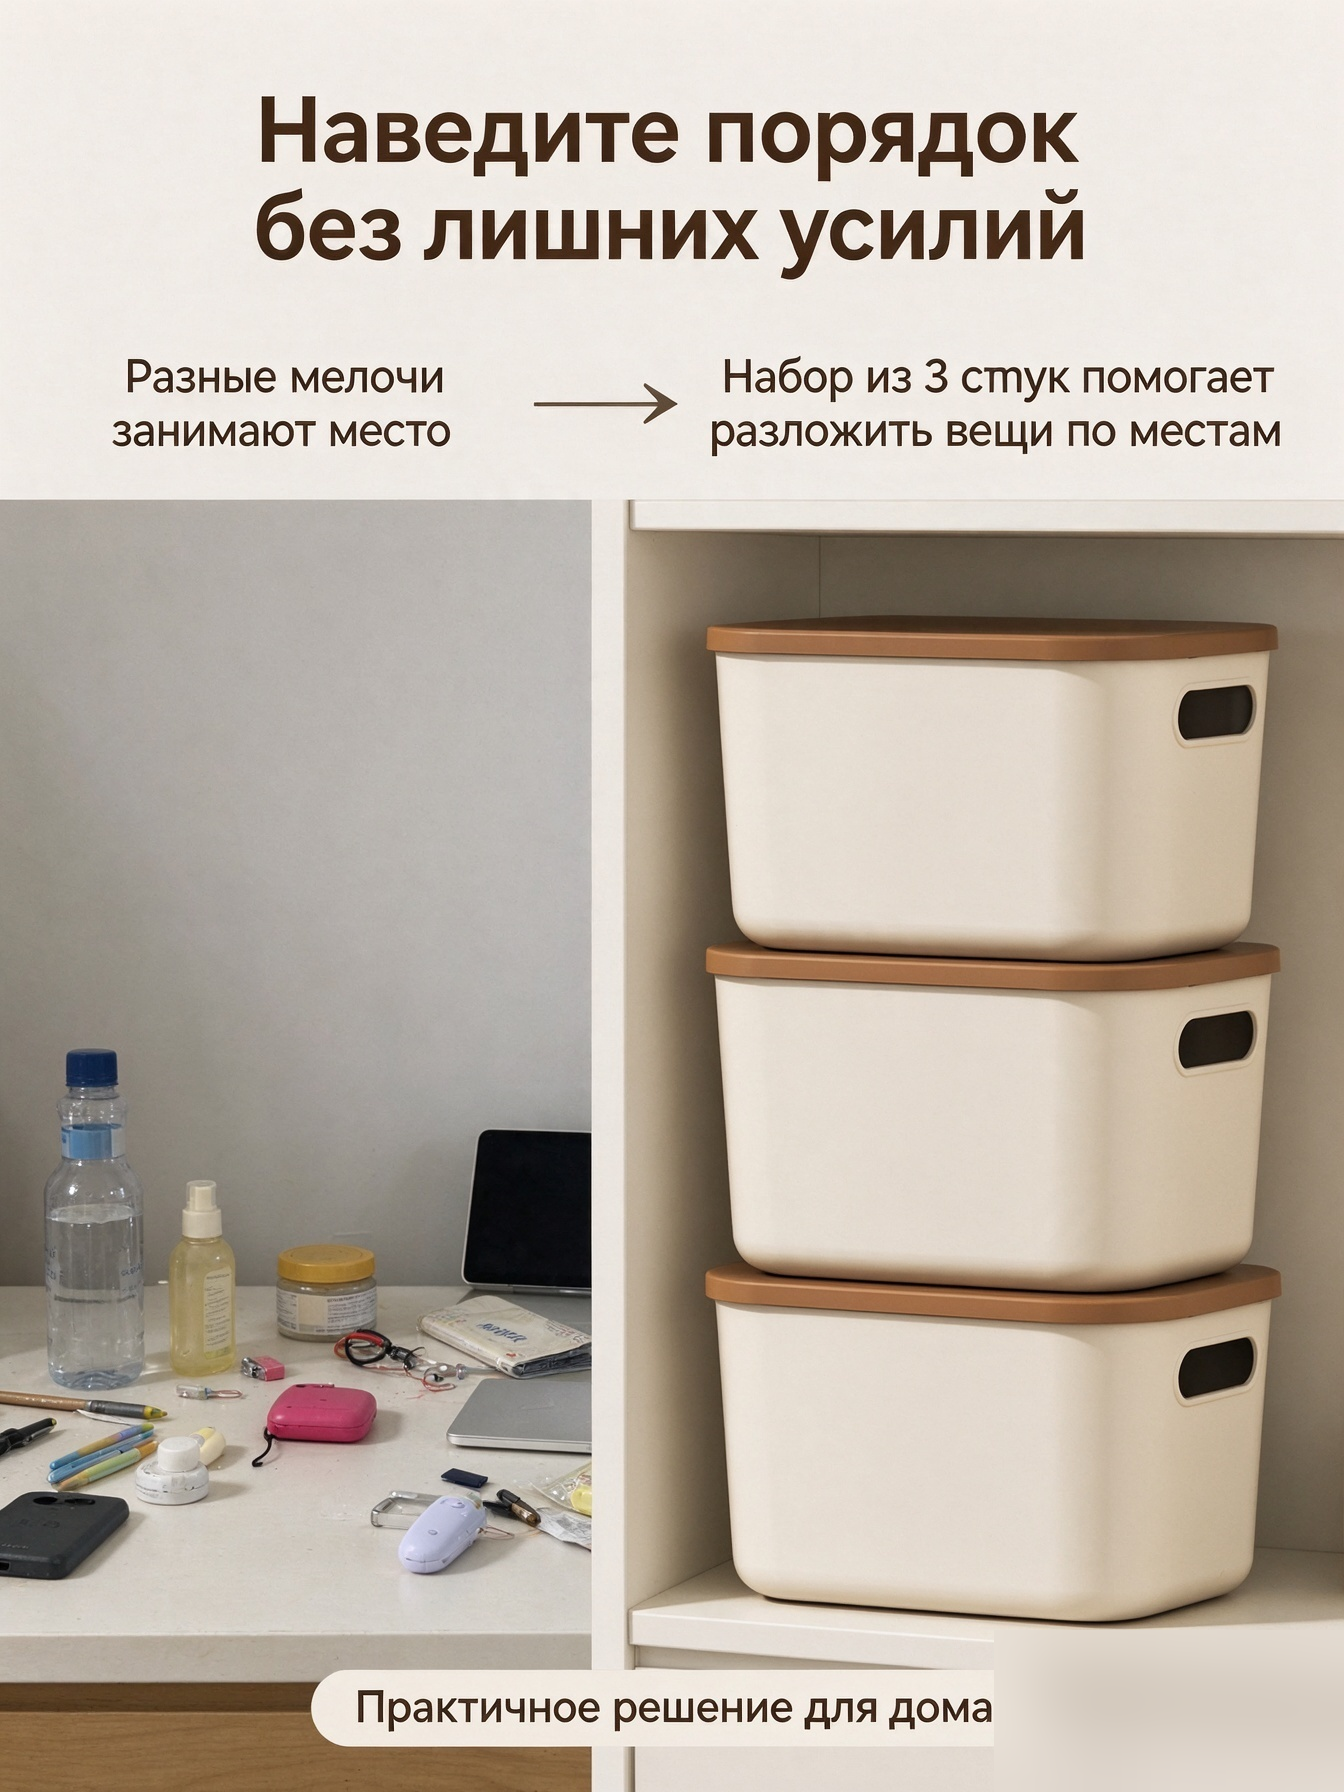 Наведите порядок
без лишних усилий
Разные мелочи
занимают место
Набор из 3 стук помогает
разложить вещи по местам
Практичное решение для дома